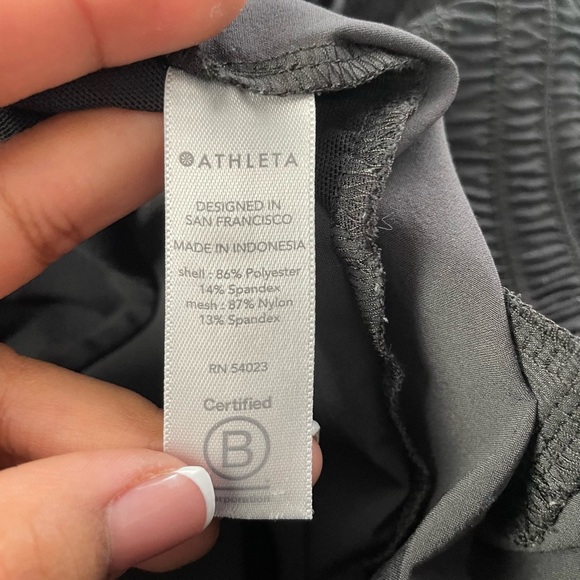 ATHLETA
DESIGNED IN
SAN FRANCISCO
MADE IN INDONESIA
shell : 86% Polyester
14% Spandex
mesh : 87% Nylon
13% Spandex
RN 54023
Certified
B
orporation